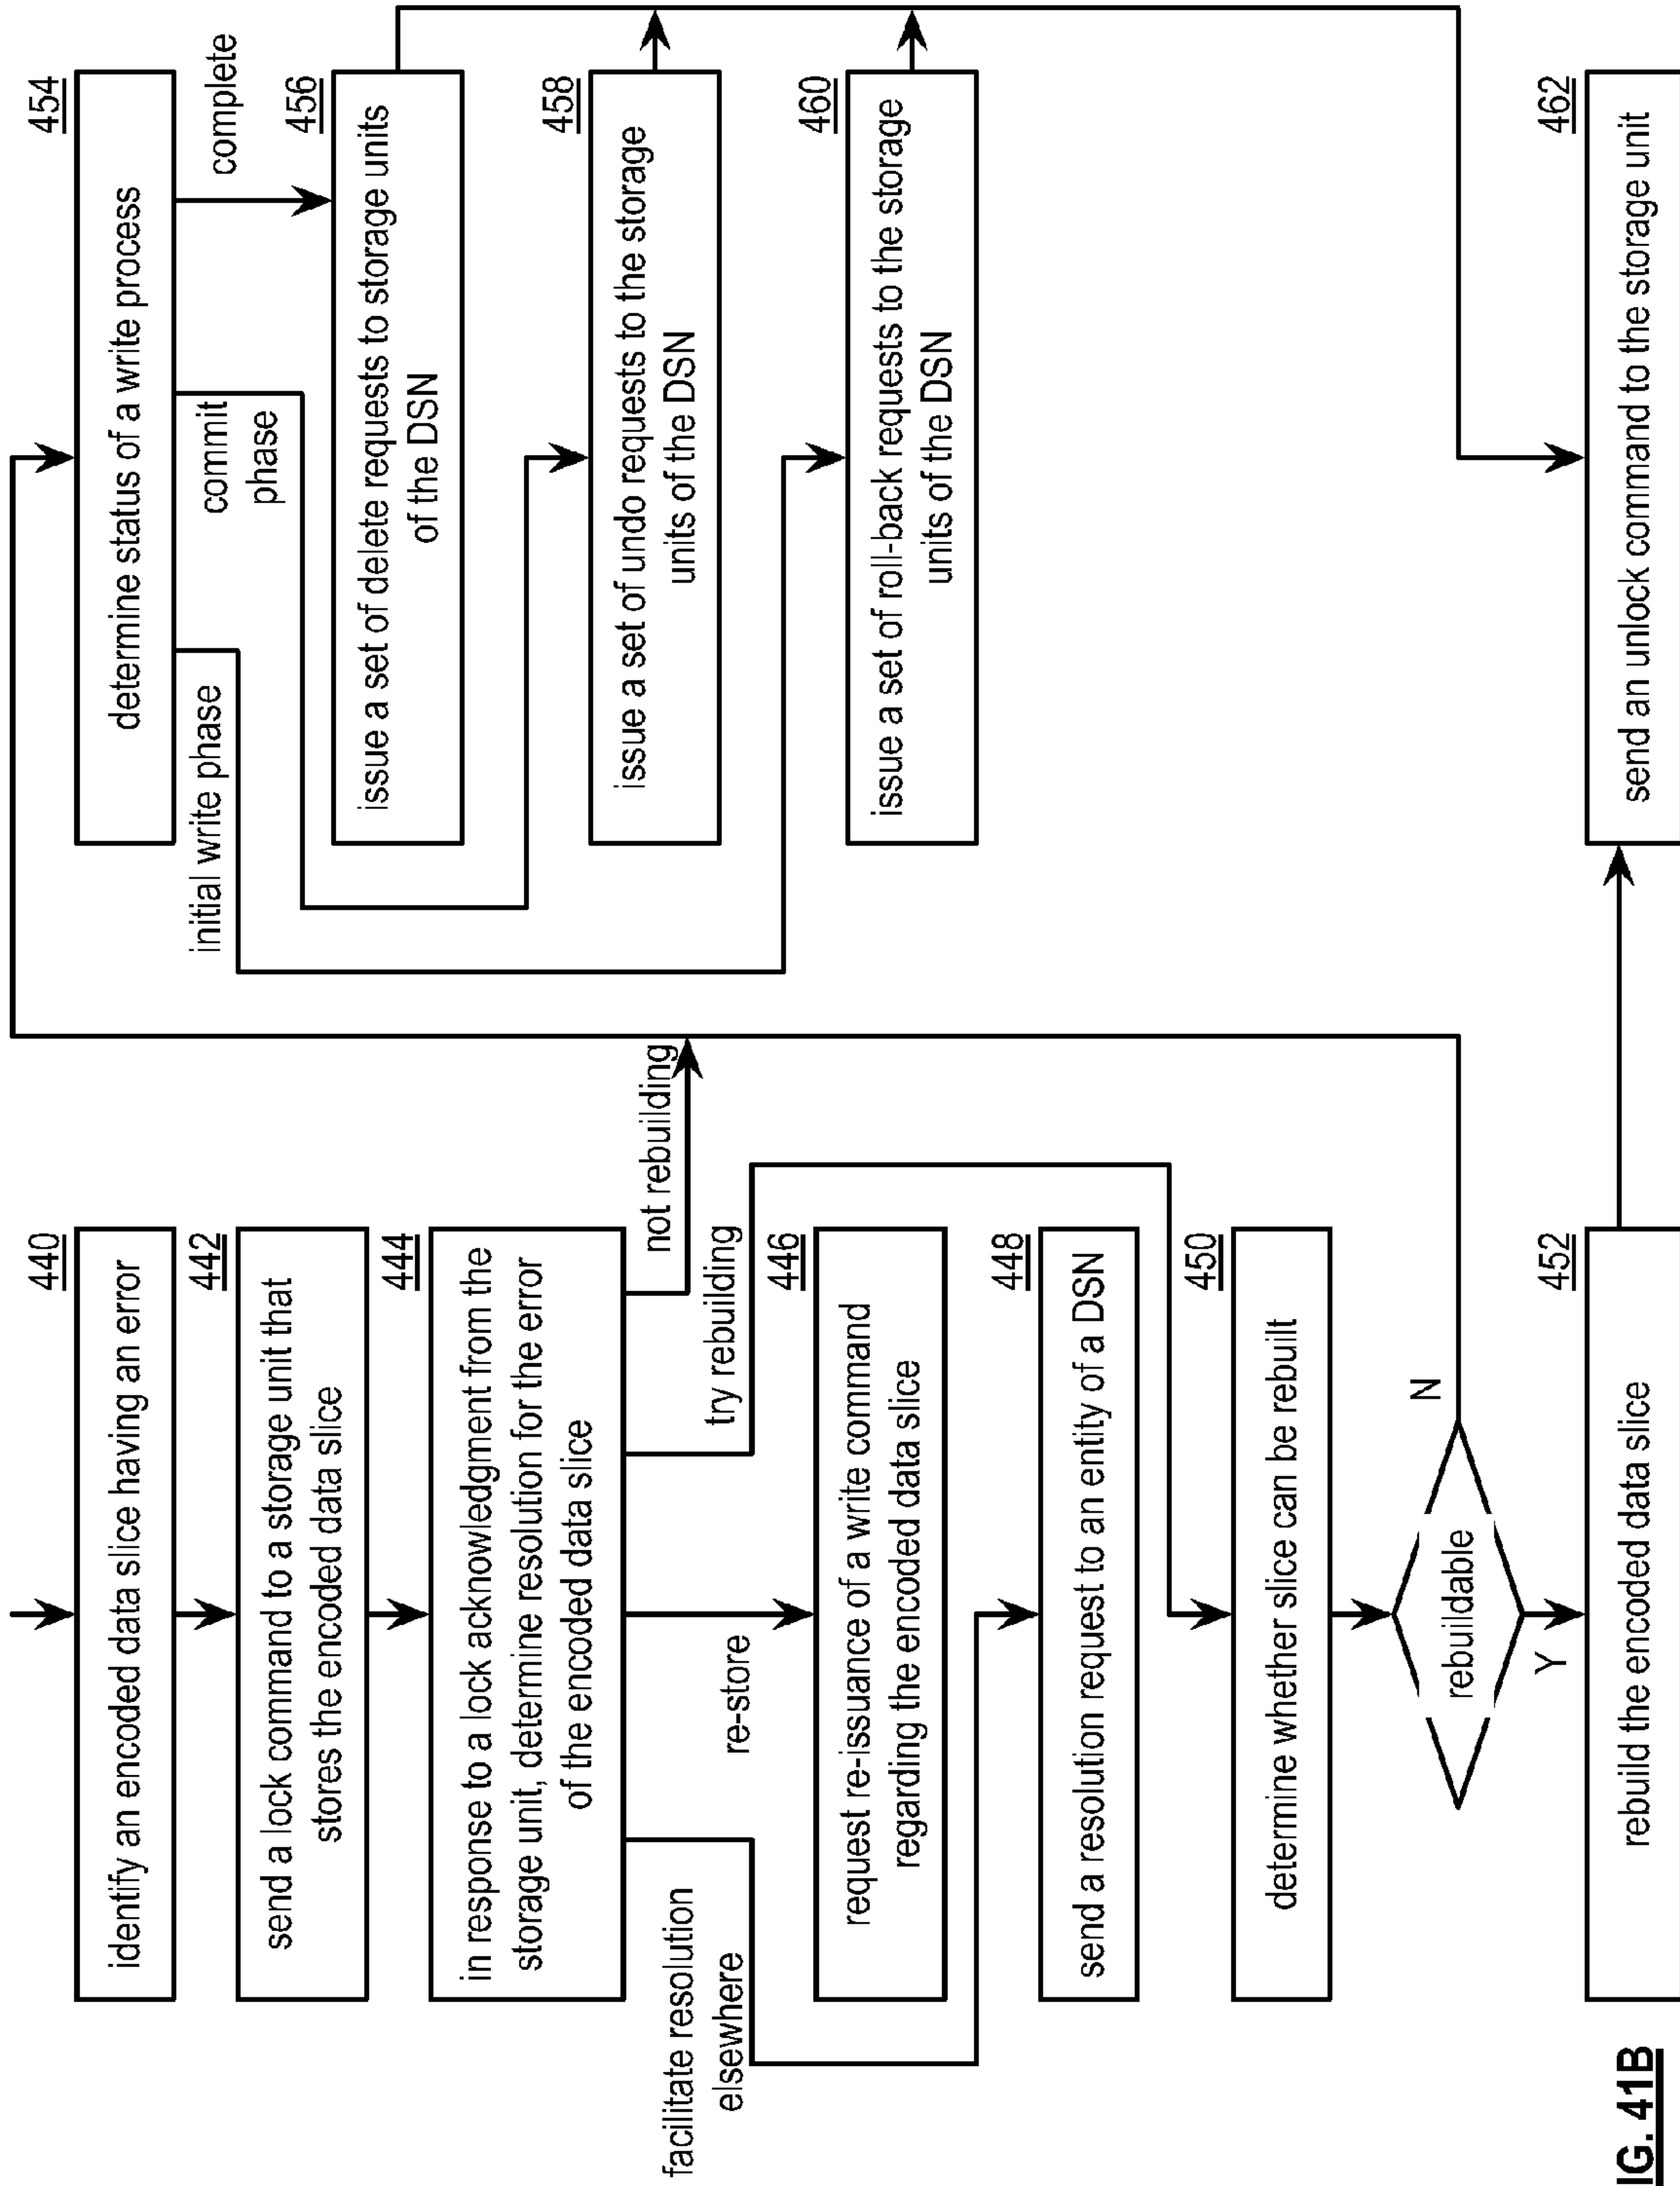 440
identify an encoded data slice having an error
442
send a lock command to a storage unit that
stores the encoded data slice
444
in response to a lock acknowledgment from the
storage unit, determine resolution for the error
of the encoded data slice
facilitate resolution
elsewhere
re-store
try rebuilding
not rebuilding
446
request re-issuance of a write command
regarding the encoded data slice
448
send a resolution request to an entity of a DSN
450
determine whether slice can be rebuilt
rebuildable
N
Y
452
rebuild the encoded data slice
454
determine status of a write process
initial write phase
commit
phase
complete
456
issue a set of delete requests to storage units
of the DSN
458
issue a set of undo requests to the storage
units of the DSN
460
issue a set of roll-back requests to the storage
units of the DSN
462
send an unlock command to the storage unit
IG. 41B